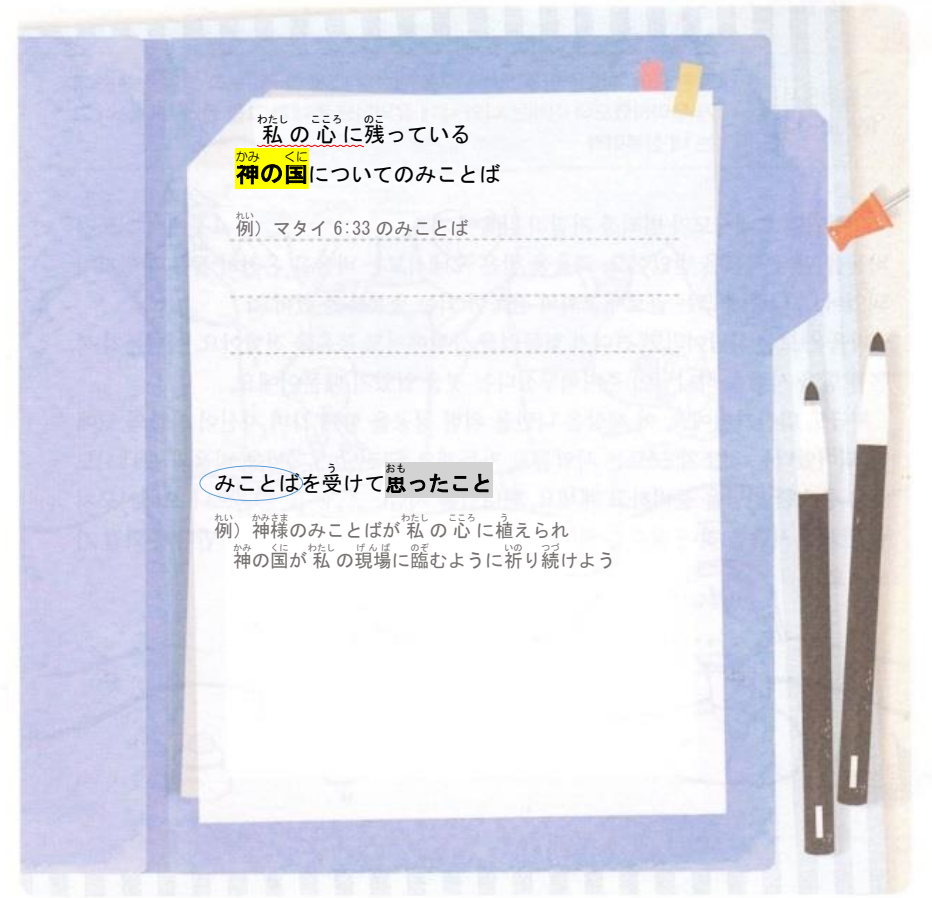 私の心に残っている
神の国についてのみことば
例）マタイ 6:33 のみことば
みことばを受けて思ったこと
例）神様のみことばが私の心に植えられ
神の国が私の現場に臨むように祈り続けよう